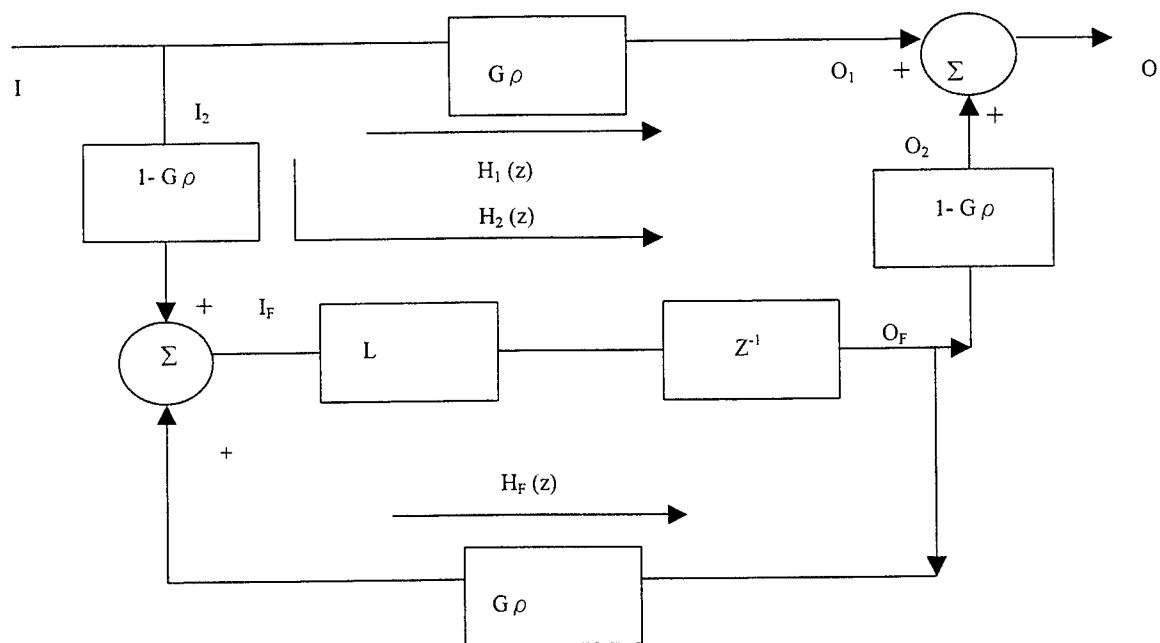 G ρ
I
O₁
+
Σ
O
I₂
+
1- G ρ
H₁ (z)
O₂
H₂ (z)
1- G ρ
+
I_F
Σ
L
Z⁻¹
O_F
+
H_F (z)
G ρ